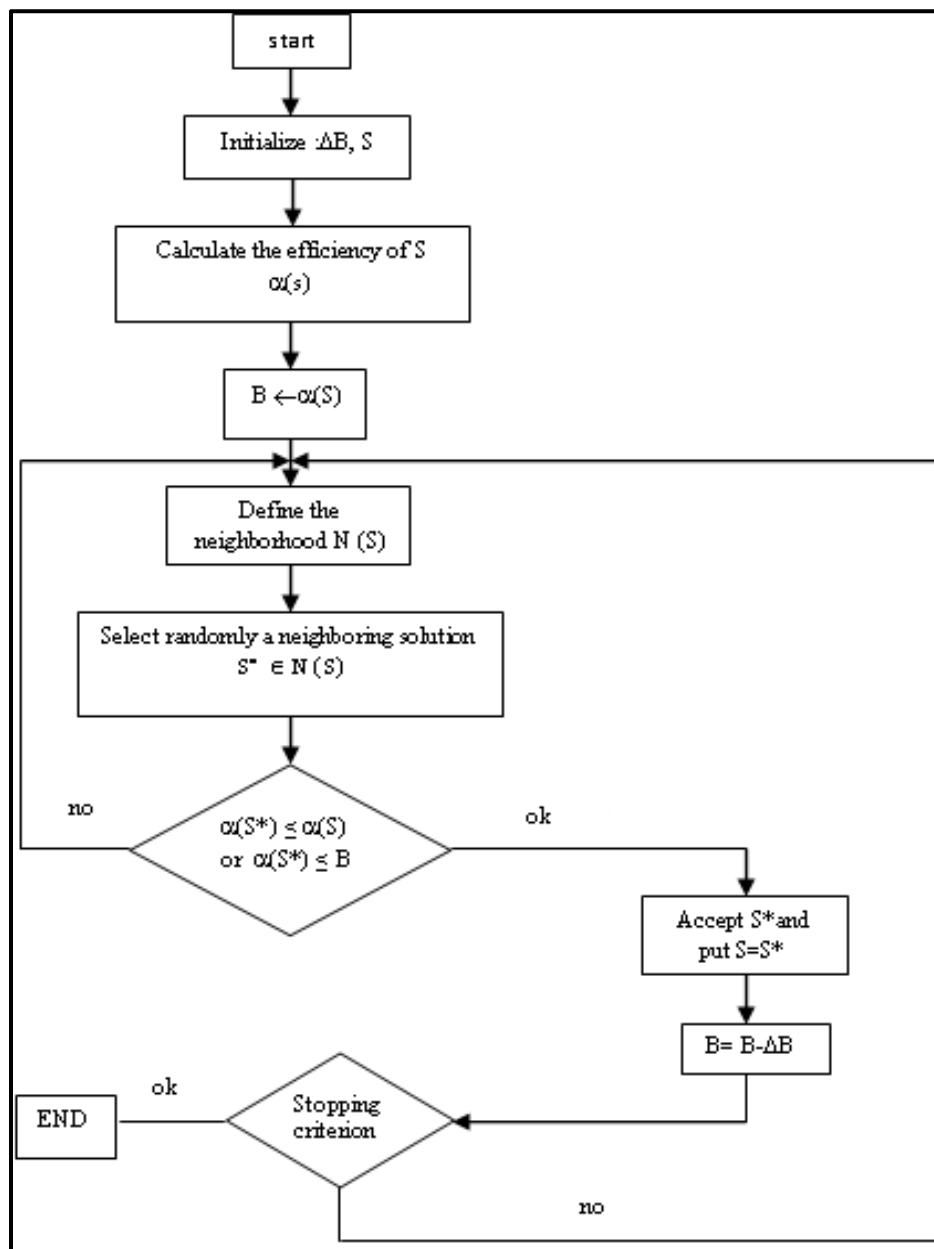 start
Initialize :ΔB, S
Calculate the efficiency of S
α(s)
B ←α(S)
Define the
neighborhood N (S)
Select randomly a neighboring solution
S* ∈ N (S)
no
α(S*) ≤ α(S)
or α(S*) ≤ B
ok
Accept S*and
put S=S*
B= B-ΔB
ok
END
Stopping
criterion
no